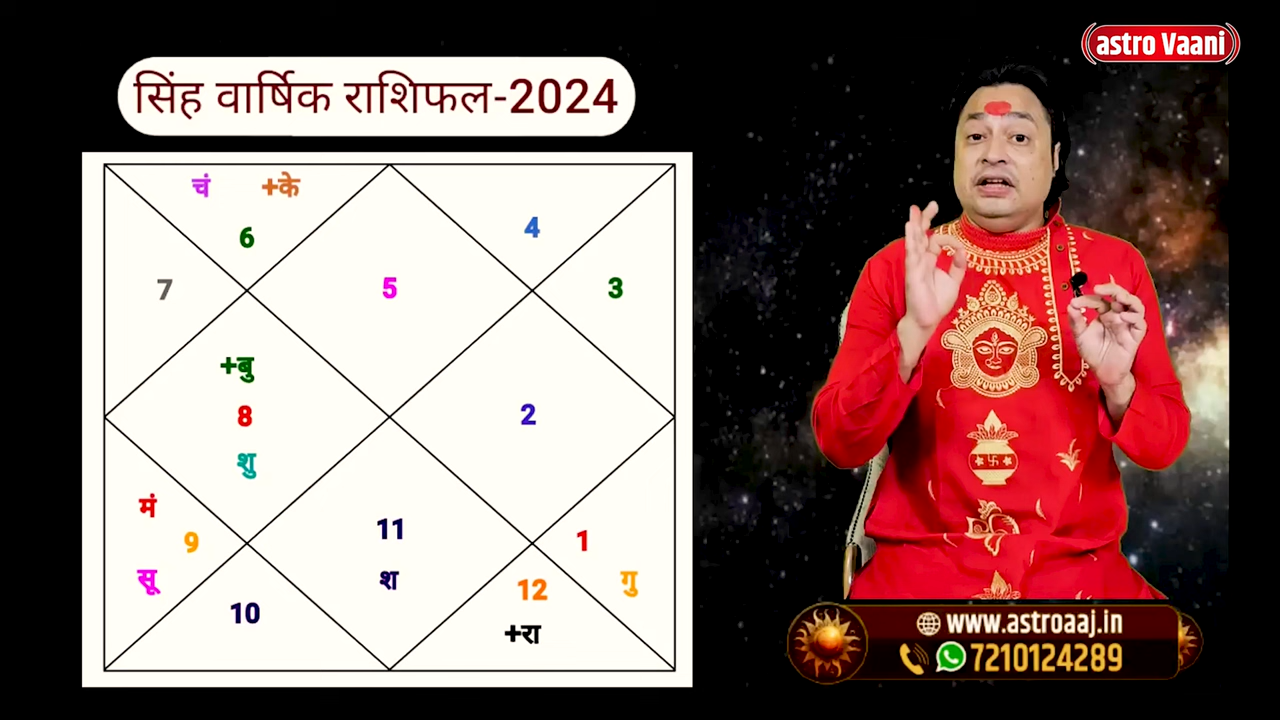 astro Vaani
सिंह वार्षिक राशिफल-2024
चं +के
6
4
7
5
3
+बु
8
2
शु
मं
9
सू
11
1
श
12
गु
10
+रा
www.astroaaj.in
7210124289